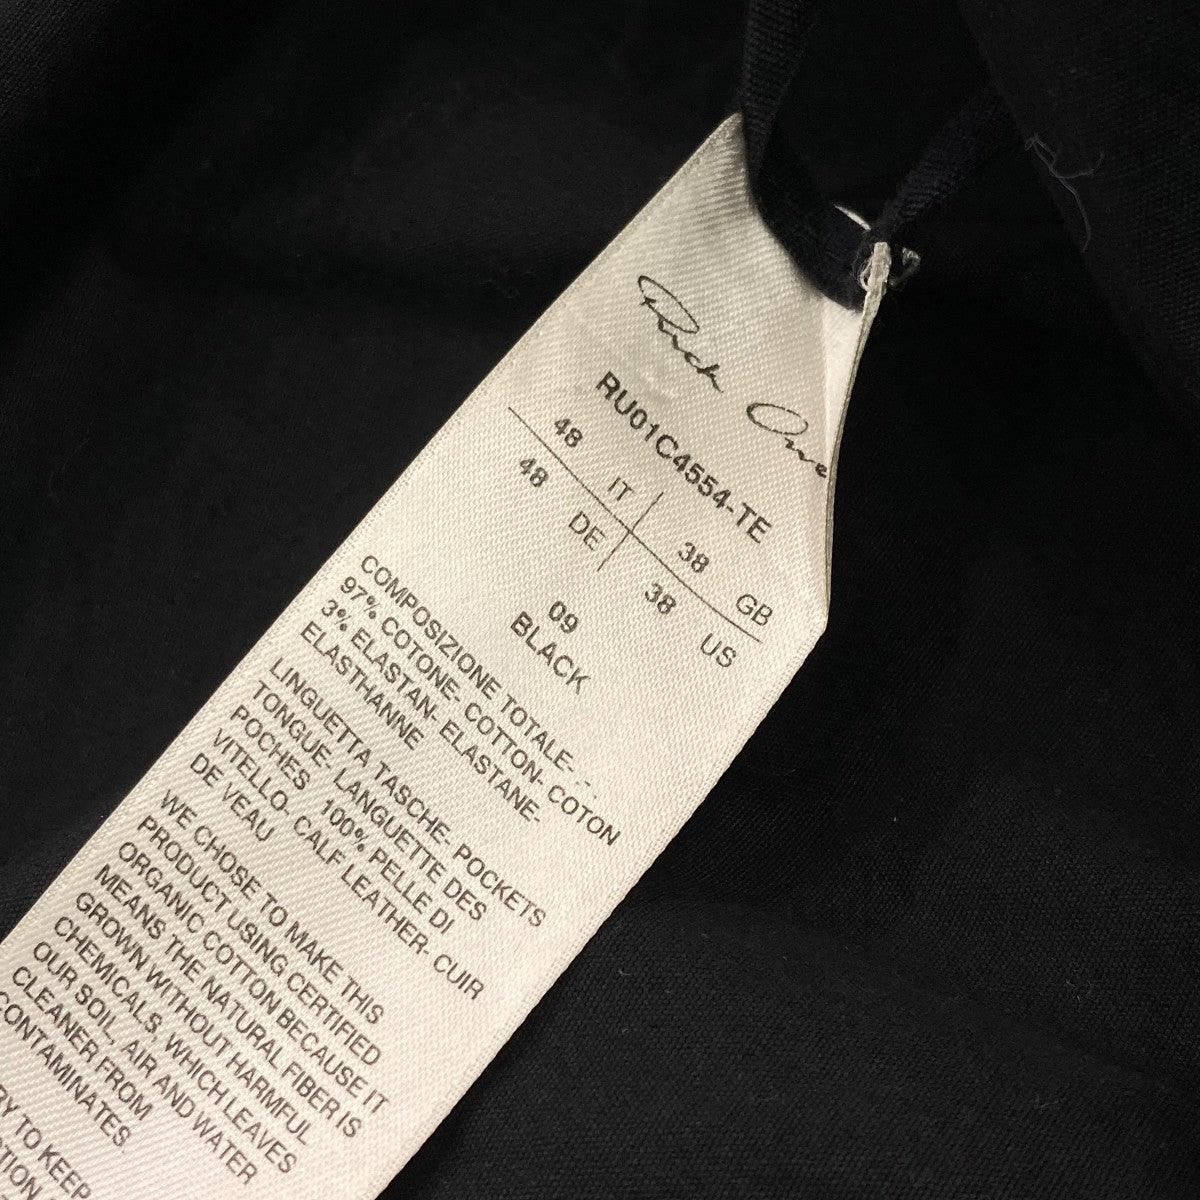 Rick Owe
RU01C4554-TE
48 IT 38 GB
48 DE 38 US
09
BLACK
COMPOSIZIONE TOTALE- . -
97% COTONE- COTTON- COTON
3% ELASTAN- ELASTANE-
ELASTHANNE
LINGUETTA TASCHE- POCKETS
TONGUE- LANGUETTE DES
POCHES 100% PELLE DI
VITELLO- CALF LEATHER- CUIR
DE VEAU
WE CHOSE TO MAKE THIS
PRODUCT USING CERTIFIED
ORGANIC COTTON BECAUSE IT
MEANS THE NATURAL FIBER IS
GROWN WITHOUT HARMFUL
CHEMICALS, WHICH LEAVES
OUR SOIL, AIR AND WATER
CLEANER FROM
CONTAMINATES.
TO KEEP